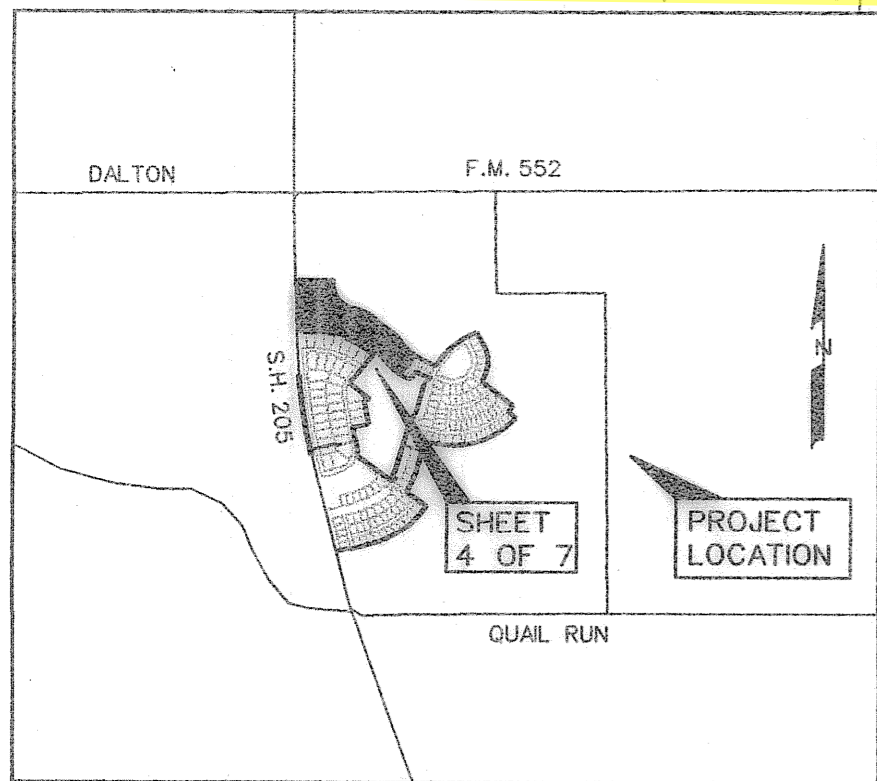 DALTON
F.M. 552
S.H. 205
N
SHEET
4 OF 7
PROJECT
LOCATION
QUAIL RUN